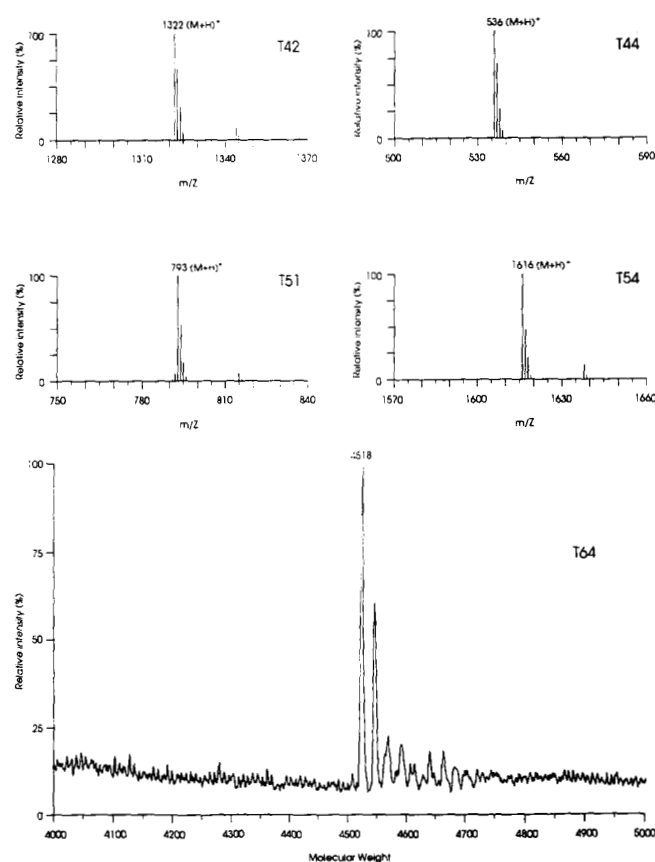 1322 (M+H)+
T42
Relative intensity (%)
100
0
1280 1310 1340 1370
m/Z
536 (M+H)+
T44
Relative intensity (%)
100
0
500 530 560 590
m/Z
793 (M+H)+
T51
Relative intensity (%)
100
0
750 780 810 840
m/Z
1616 (M+H)+
T54
Relative intensity (%)
100
0
1570 1600 1630 1660
m/Z
4518
T64
Relative intensity (%)
100
75
50
25
0
4000 4100 4200 4300 4400 4500 4600 4700 4800 4900 5000
Molecular Weight